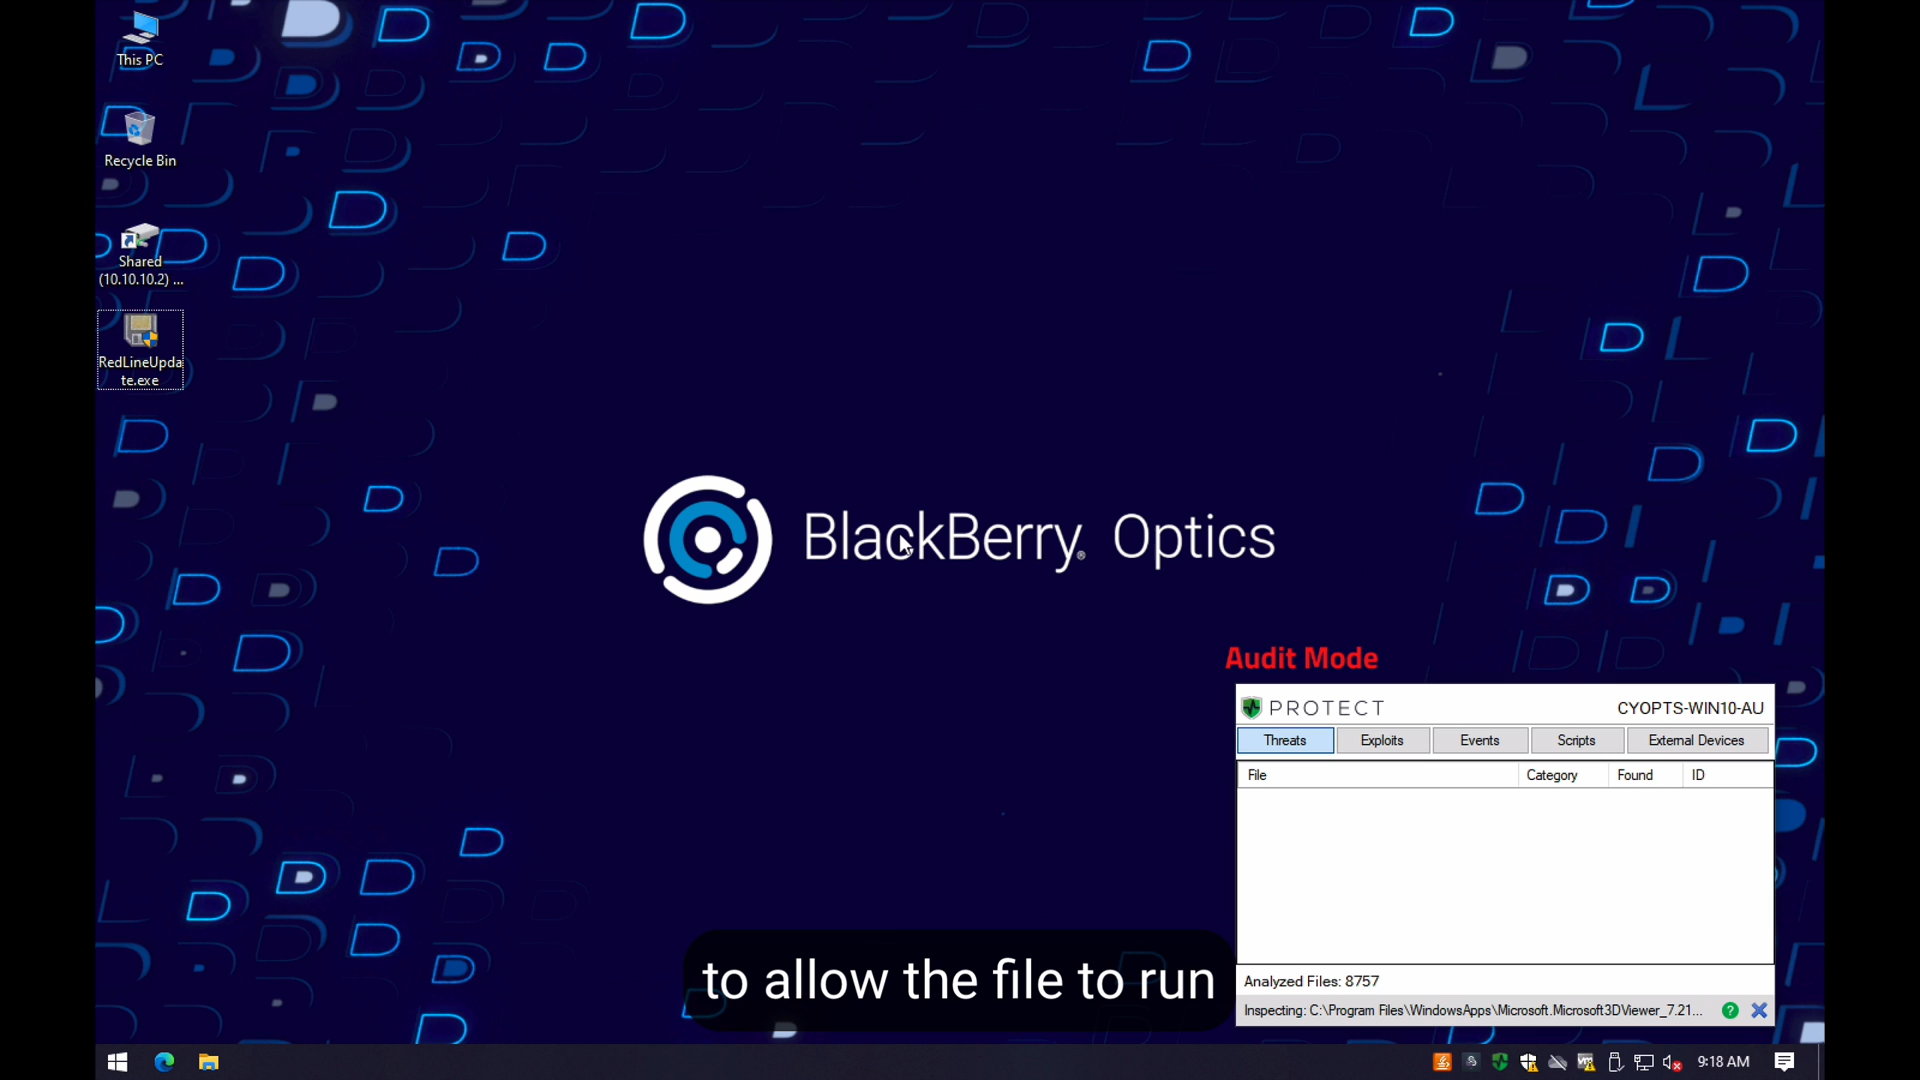 This PC
Recycle Bin
Shared
(10.10.10.2) ...
RedLineUpda
te.exe
BlackBerry® Optics
Audit Mode
PROTECT
CYOPTS-WIN10-AU
Threats
Exploits
Events
Scripts
External Devices
File
Category
Found
ID
Analyzed Files: 8757
Inspecting: C:\Program Files\WindowsApps\Microsoft.Microsoft3DViewer_7.21...
to allow the file to run
9:18 AM